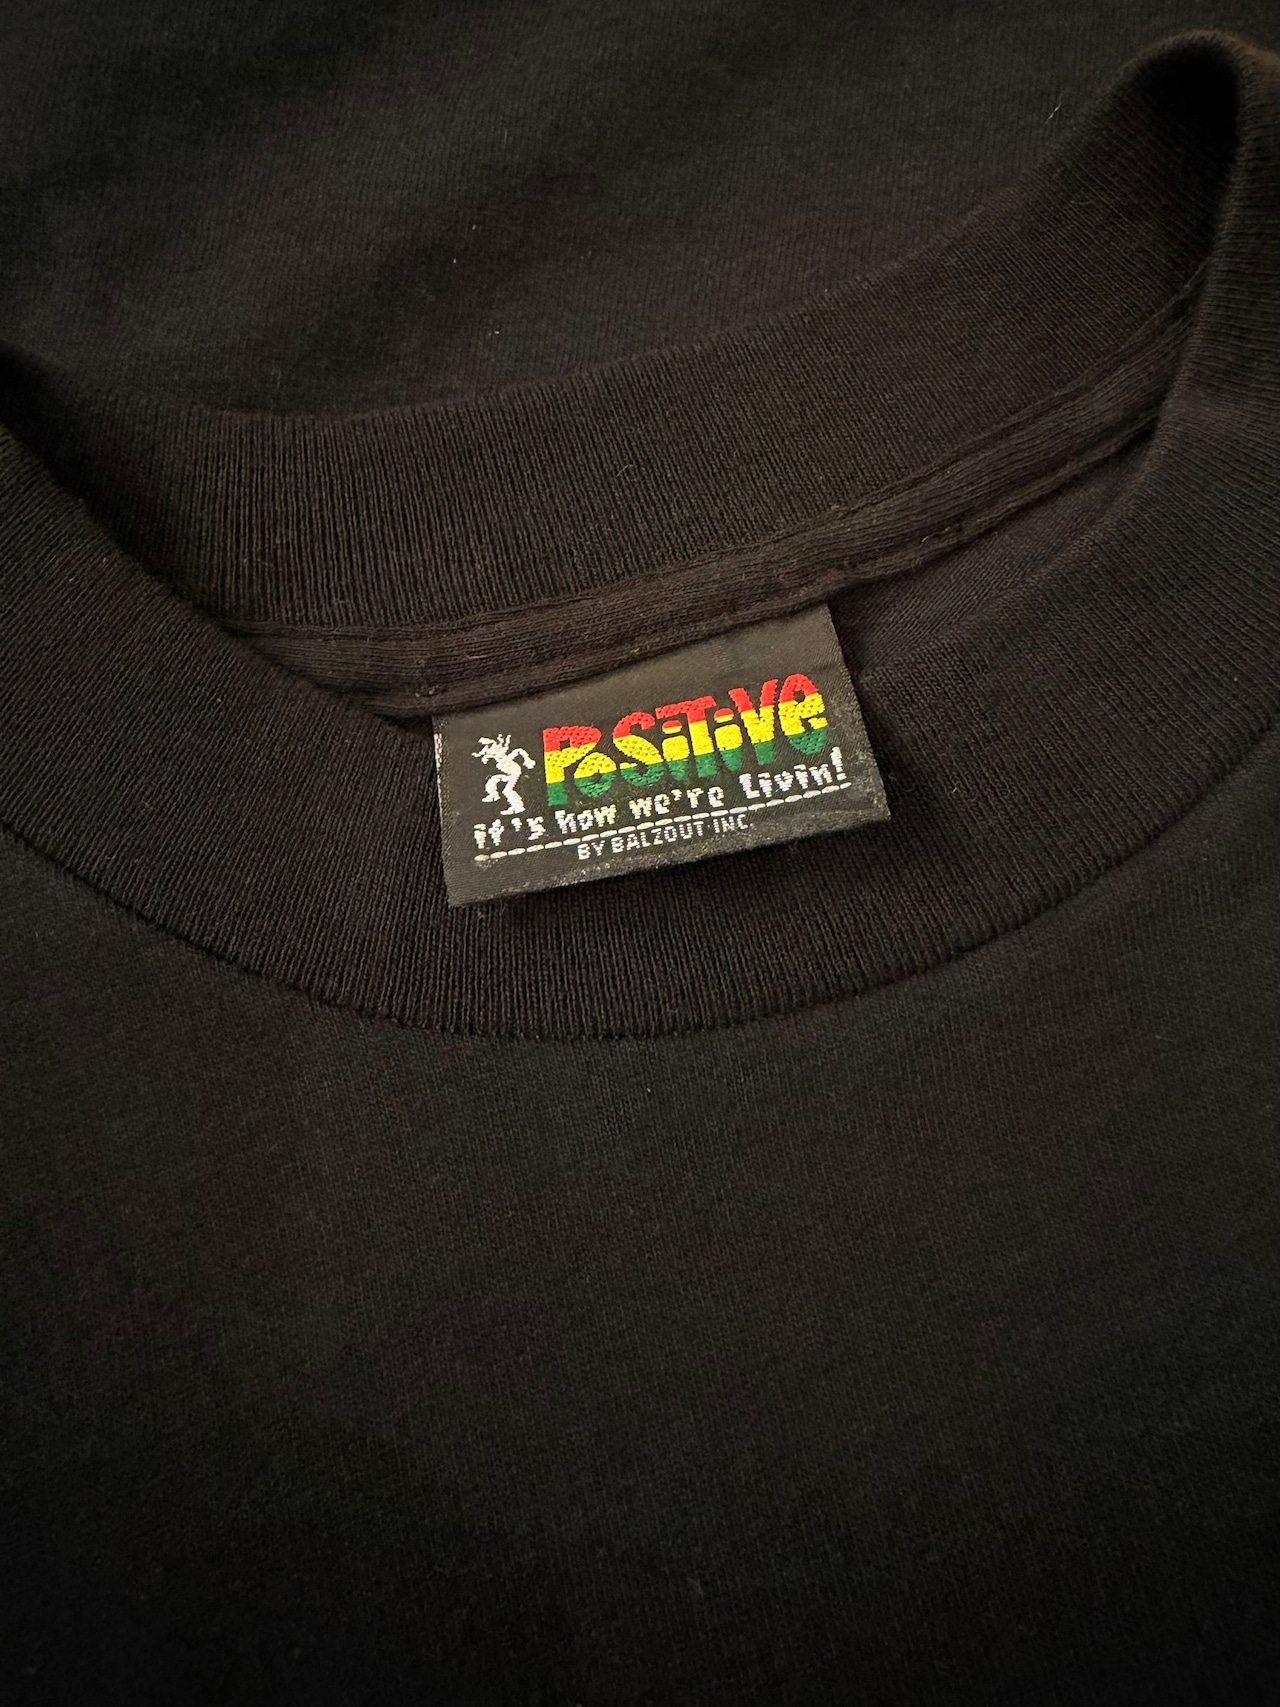 PoSiTiVe
it's how we're Livin!
BY BALZOUT INC